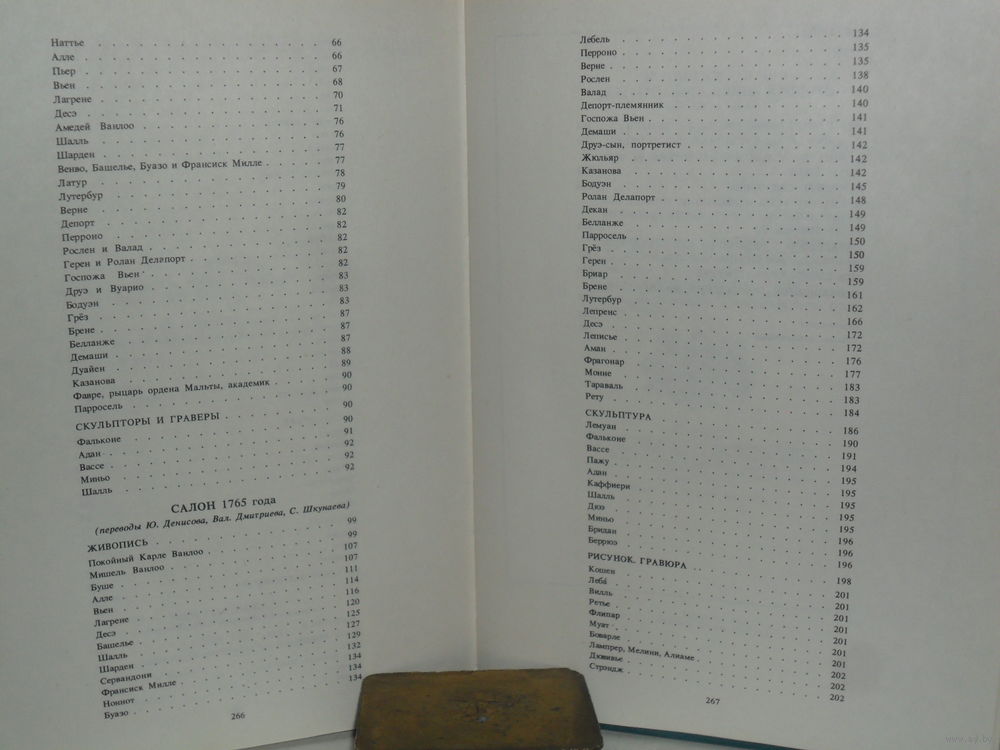 Наттье 66
Алле 66
Пьер 67
Вьен 68
Лагрене 70
Десэ 71
Амедей Ванлоо 76
Шалль 76
Шарден 77
Венво, Башелье, Буазо и Франсиск Милле 77
Латур 78
Лутербур 79
Верне 80
Депорт 82
Перроно 82
Рослен и Валад 82
Герен и Ролан Делапорт 82
Госпожа Вьен 82
Друэ и Вуарио 83
Бодуэн 83
Грёз 83
Брене 87
Белланже 87
Демаши 87
Дуайен 88
Казанова 89
Фавре, рыцарь ордена Мальты, академик 90
Парросель 90
СКУЛЬПТОРЫ И ГРАВЕРЫ 90
Фальконе 90
Адан 91
Вассе 92
Миньо 92
Шалль 92
САЛОН 1765 года
(переводы Ю. Денисова, Вал. Дмитриева, С. Шкунаева)
ЖИВОПИСЬ 99
Покойный Карле Ванлоо 99
Мишель Ванлоо 107
Буше 107
Алле 111
Вьен 114
Лагрене 116
Десэ 120
Башелье 125
Шалль 127
Шарден 129
Сервандони 132
Франсиск Милле 134
Ноннот 134
Буазо 134
266
Лебель 134
Перроно 135
Верне 135
Рослен 138
Валад 140
Депорт-племянник 140
Госпожа Вьен 141
Демаши 141
Друэ-сын, портретист 142
Жюльяр 142
Казанова 142
Бодуэн 145
Ролан Делапорт 148
Декан 149
Белланже 149
Парросель 150
Грёз 150
Герен 159
Бриар 159
Брене 161
Лутербур 162
Лепренс 166
Десэ 172
Леписье 172
Аман 176
Фрагонар 177
Монне 183
Тараваль 183
Рету 184
СКУЛЬПТУРА 186
Лемуан 190
Фальконе 191
Вассе 194
Пажу 195
Адан 195
Каффиери 195
Шалль 195
Дюэ 195
Миньо 196
Бридан 196
Беррюэ 196
РИСУНОК. ГРАВЮРА 198
Кошен 201
Леба 201
Вилль 201
Ретье 201
Флипар 201
Муат 201
Боварле 201
Лампрер, Мелини, Алиаме 202
Дювивье 202
Стрэндж 202
267
www.ay.by